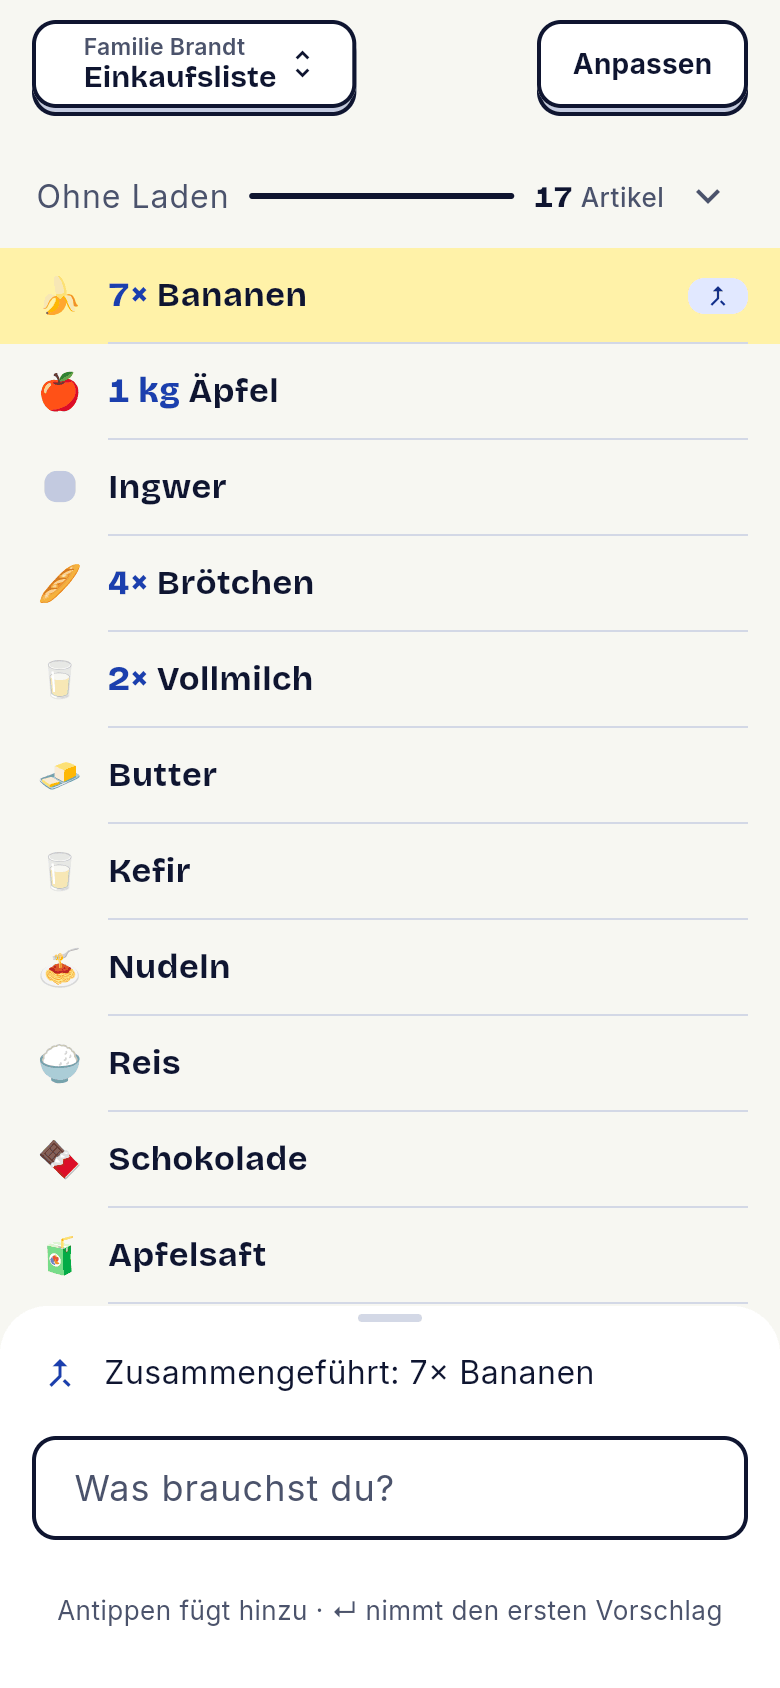 Familie Brandt
Einkaufsliste
Anpassen
Ohne Laden 17 Artikel
7× Bananen
1 kg Äpfel
Ingwer
4× Brötchen
2× Vollmilch
Butter
Kefir
Nudeln
Reis
Schokolade
Apfelsaft
Zusammengeführt: 7× Bananen
Was brauchst du?
Antippen fügt hinzu · ↵ nimmt den ersten Vorschlag